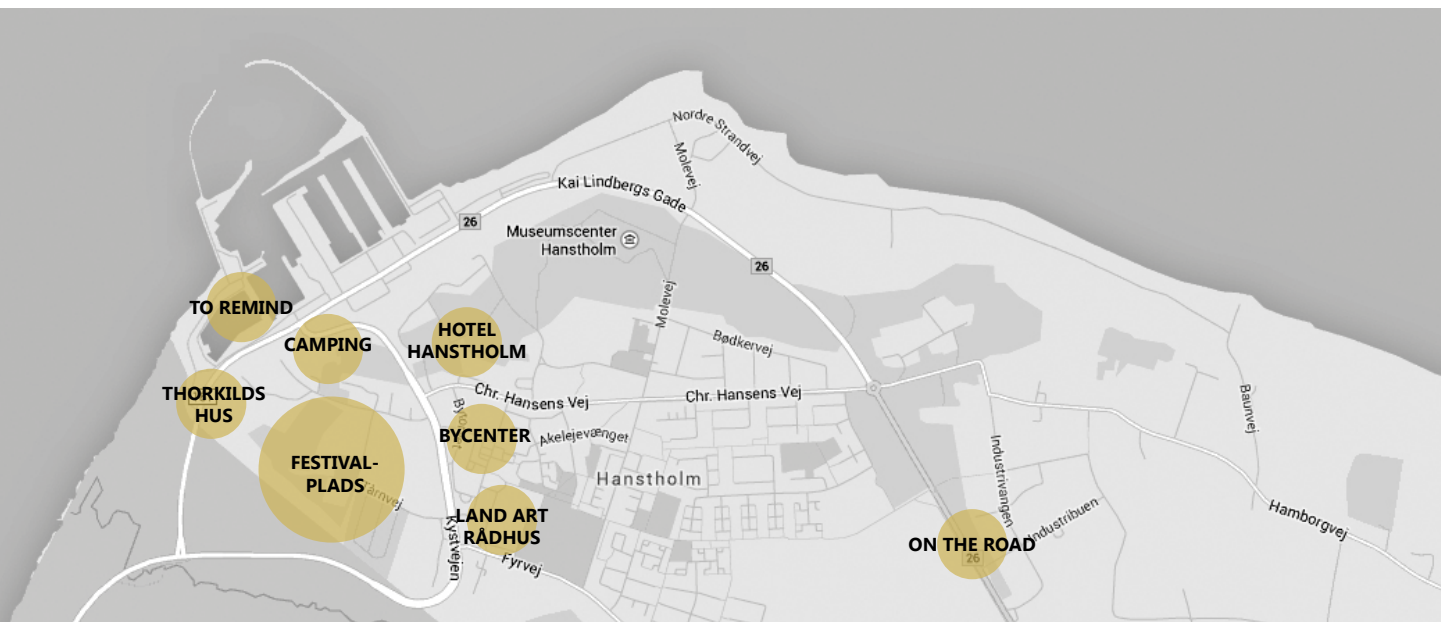 Nordre Strandvej
Molevej
Kai Lindbergs Gade
26
Museumscenter
Hanstholm
26
TO REMIND
Molevej
HOTEL
HANSTHOLM
CAMPING
Bødkervej
THORKILDS
HUS
Chr. Hansens Vej
Chr. Hansens Vej
Baunvej
BYCENTER
Akelejevænget
FESTIVAL-
PLADS
Tårnvej
Hanstholm
Industrivangen
LAND ART
RÅDHUS
Kystvejen
Fyrvej
ON THE ROAD
26
Industribuen
Hamborgvej